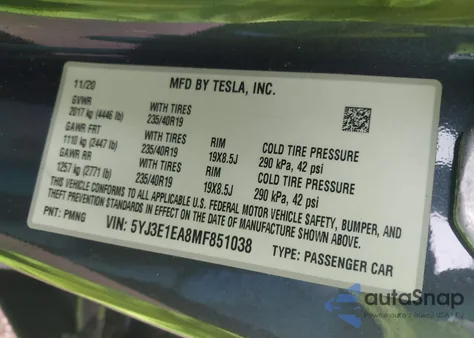 11/20 MFD BY TESLA, INC.
GVWR
2017 kg (4446 lb) WITH TIRES
235/40R19
GAWR FRT
1110 kg (2447 lb) WITH TIRES RIM COLD TIRE PRESSURE
235/40R19 19X8.5J 290 kPa, 42 psi
GAWR RR
1257 kg (2771 lb) WITH TIRES RIM COLD TIRE PRESSURE
235/40R19 19X8.5J 290 kPa, 42 psi
THIS VEHICLE CONFORMS TO ALL APPLICABLE U.S. FEDERAL MOTOR VEHICLE SAFETY, BUMPER, AND
THEFT PREVENTION STANDARDS IN EFFECT ON THE DATE OF MANUFACTURE SHOWN ABOVE.
PNT: PMNG VIN: 5YJ3E1EA8MF851038 TYPE: PASSENGER CAR
autoSnap